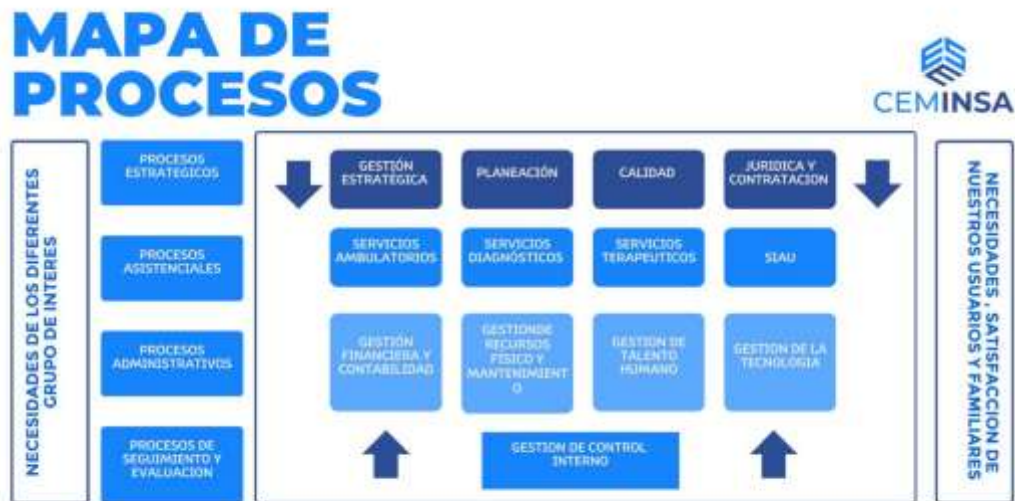 MAPA DE
PROCESOS
CEMINSA
NECESIDADES DE LOS DIFERENTES
GRUPO DE INTERES
PROCESOS
ESTRATEGICOS
PROCESOS
ASISTENCIALES
PROCESOS
ADMINISTRATIVOS
PROCESOS DE
SEGUIMIENTO Y
EVALUACION
GESTIÓN
ESTRATÉGICA
PLANEACIÓN
CALIDAD
JURIDICA Y
CONTRATACION
SERVICIOS
AMBULATORIOS
SERVICIOS
DIAGNÓSTICOS
SERVICIOS
TERAPEUTICOS
SIAU
GESTIÓN
FINANCIERA Y
CONTABILIDAD
GESTIONDE
RECURSOS
FÍSICO Y
MANTENIMIENT
O
GESTION DE
TALENTO
HUMANO
GESTION DE LA
TECNOLOGIA
GESTION DE CONTROL
INTERNO
NECESIDADES , SATISFACCION DE
NUESTROS USUARIOS Y FAMILIARES